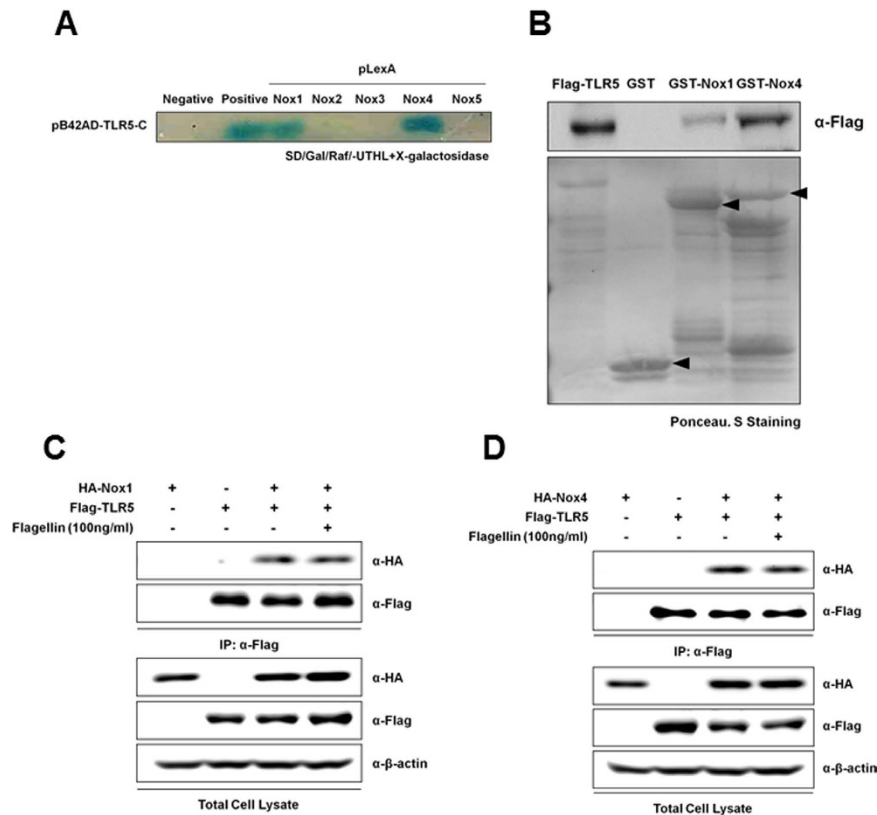 A
pLexA
Negative Positive Nox1 Nox2 Nox3 Nox4 Nox5
pB42AD-TLR5-C
SD/Gal/Raf/-UTHL+X-galactosidase
B
Flag-TLR5 GST GST-Nox1 GST-Nox4
α-Flag
Ponceau. S Staining
C
HA-Nox1 + - + +
Flag-TLR5 - + + +
Flagellin (100ng/ml) - - - +
α-HA
α-Flag
IP: α-Flag
α-HA
α-Flag
α-β-actin
Total Cell Lysate
D
HA-Nox4 + - + +
Flag-TLR5 - + + +
Flagellin (100ng/ml) - - - +
α-HA
α-Flag
IP: α-Flag
α-HA
α-Flag
α-β-actin
Total Cell Lysate